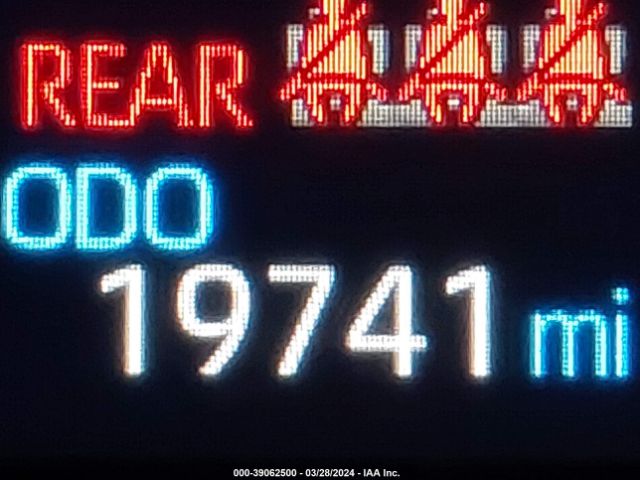 REAR
ODO
19741 mi
000-39062500 - 03/28/2024 - IAA Inc.